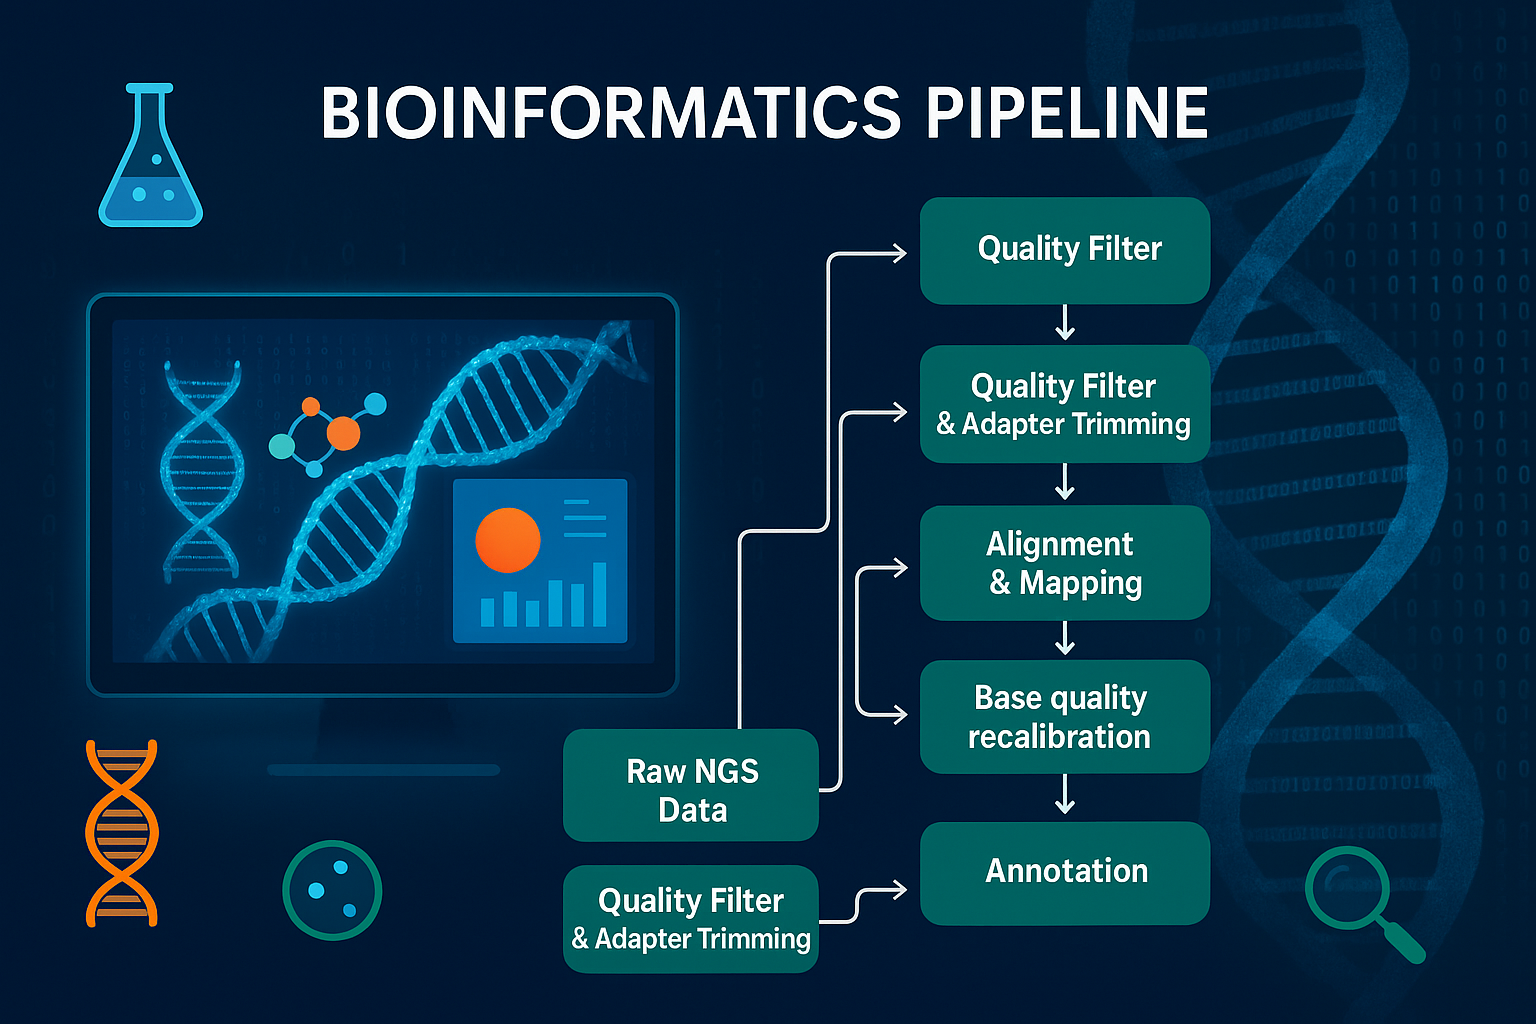 BIOINFORMATICS PIPELINE
Quality Filter
Quality Filter
& Adapter Trimming
Alignment
& Mapping
Base quality
recalibration
Annotation
Raw NGS
Data
Quality Filter
& Adapter Trimming